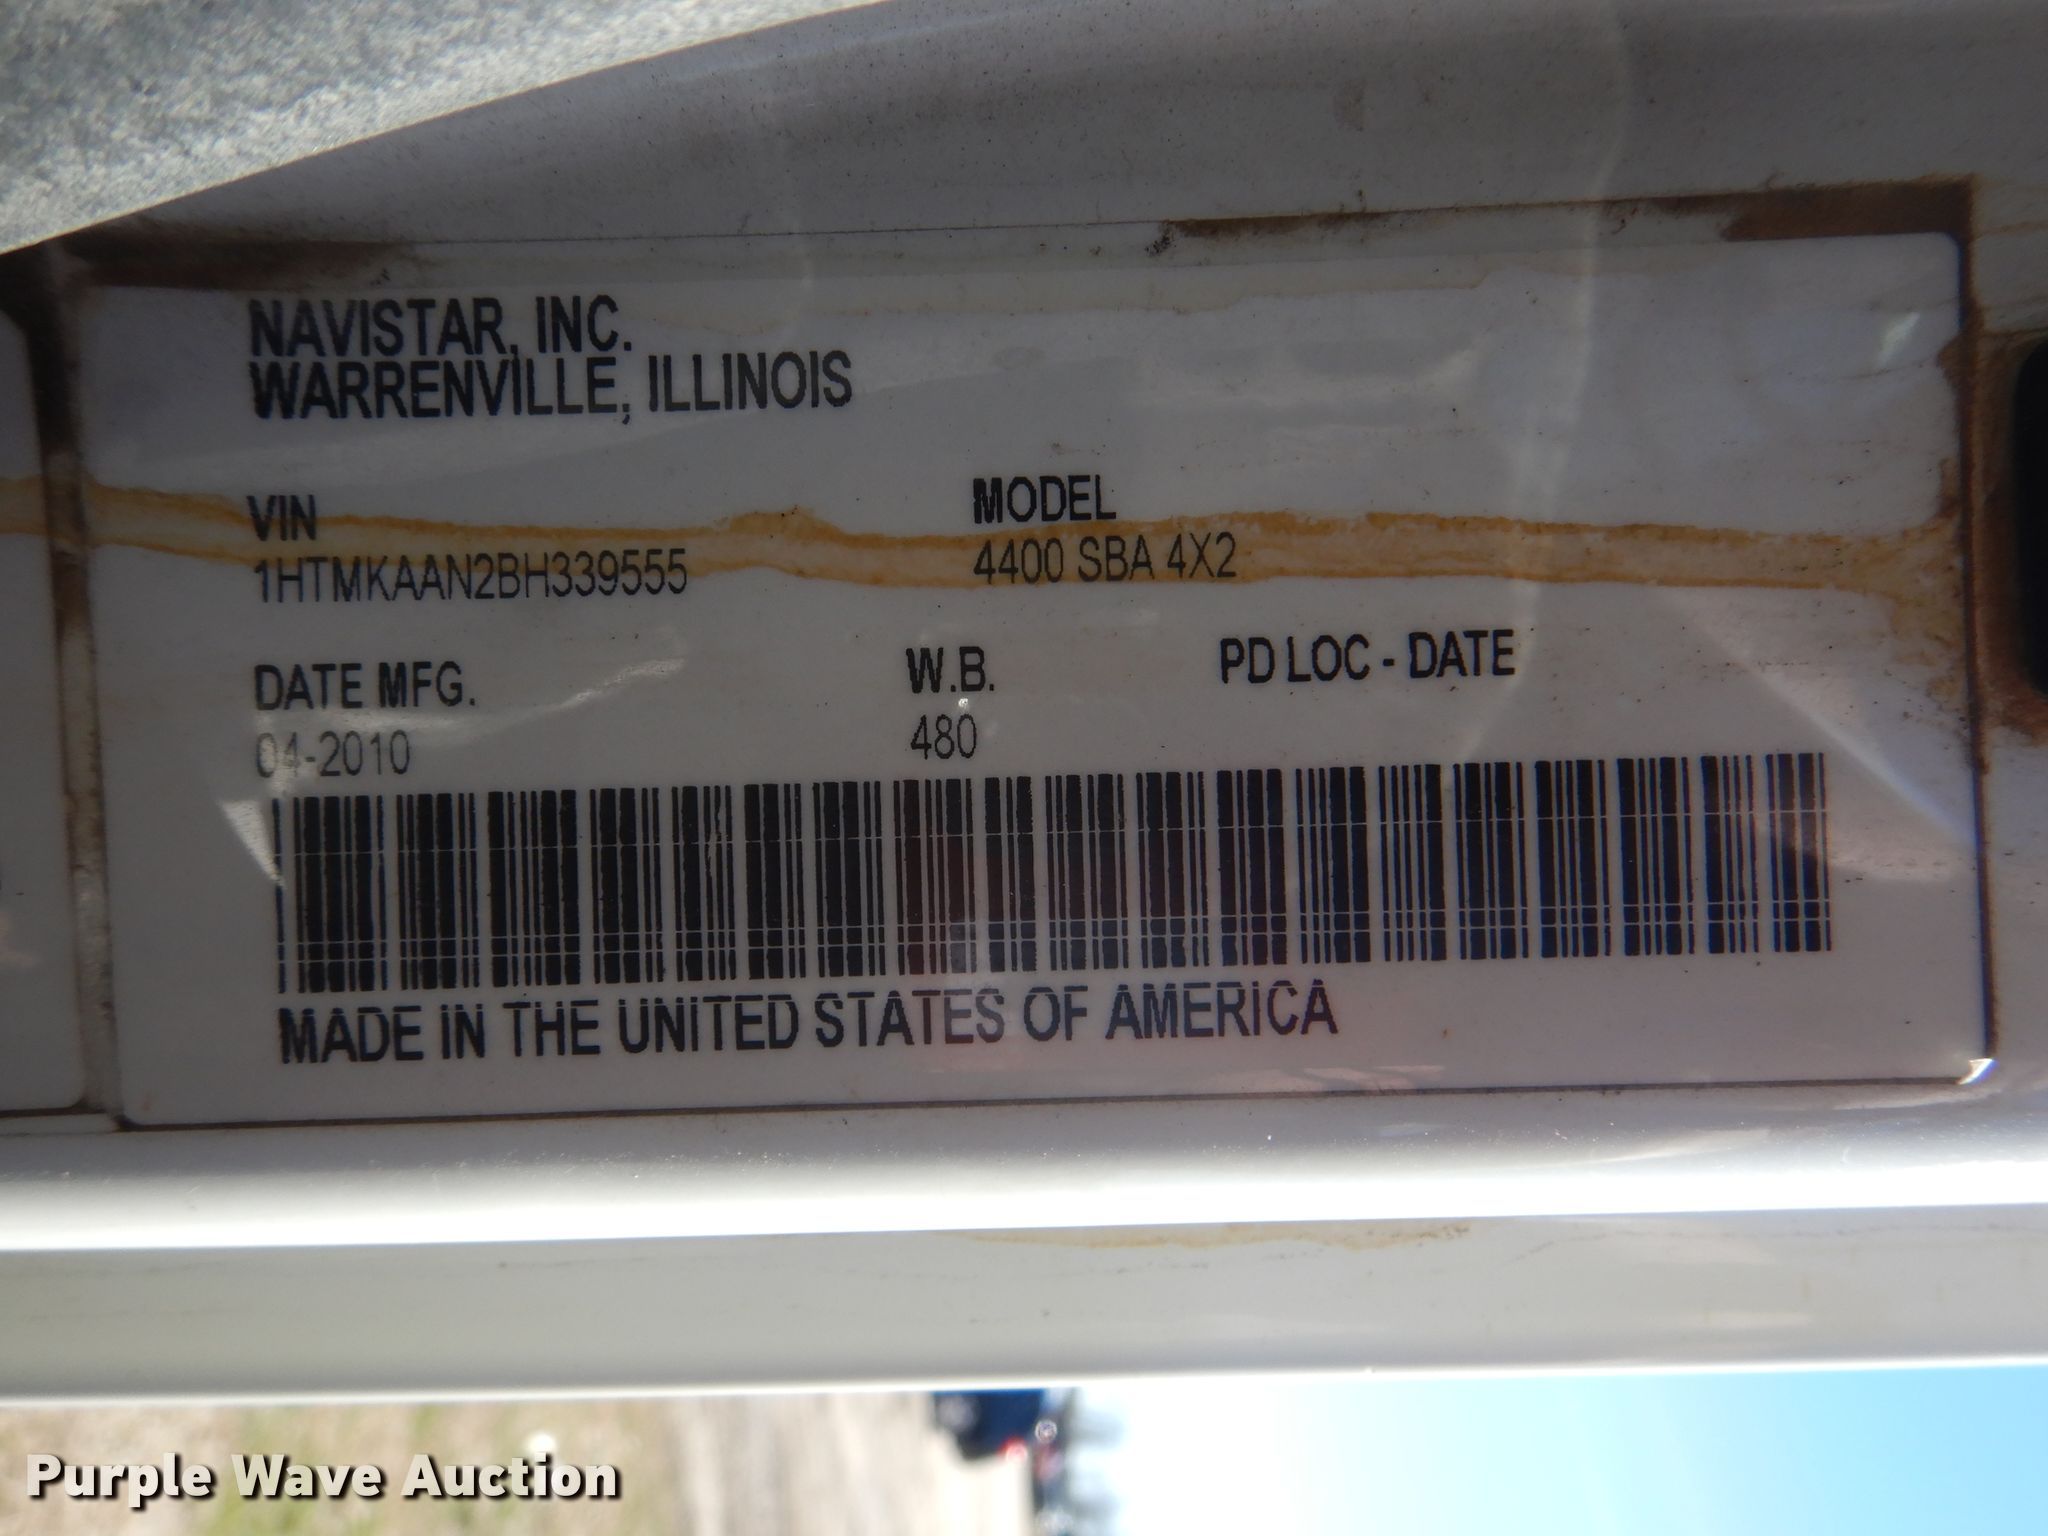 NAVISTAR, INC.
WARRENVILLE, ILLINOIS
VIN
1HTMKAAN2BH339555
MODEL
4400 SBA 4X2
DATE MFG.
04-2010
W.B.
480
PD LOC - DATE
MADE IN THE UNITED STATES OF AMERICA
Purple Wave Auction